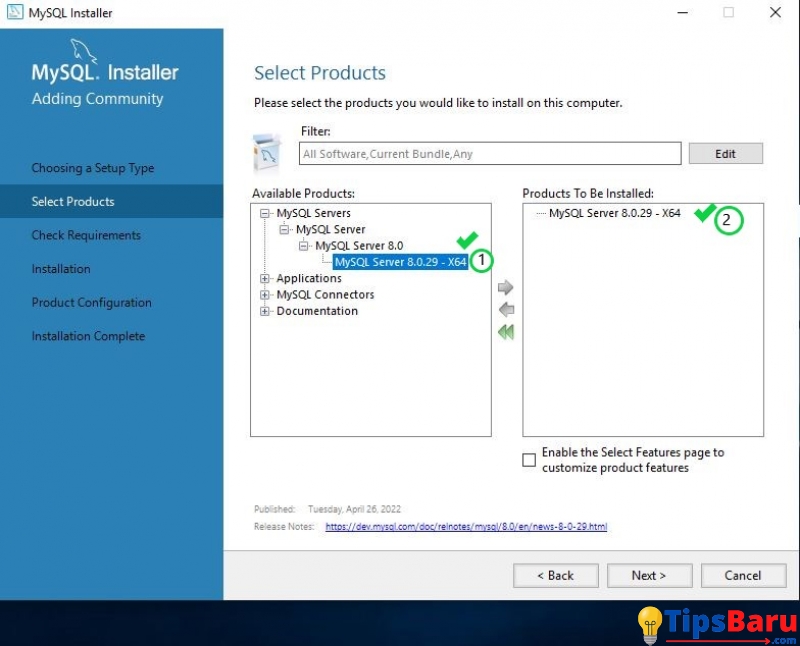 MySQL Installer
MySQL. Installer
Adding Community
Choosing a Setup Type
Select Products
Check Requirements
Installation
Product Configuration
Installation Complete
Select Products
Please select the products you would like to install on this computer.
Filter:
All Software,Current Bundle,Any
Edit
Available Products:
MySQL Servers
MySQL Server
MySQL Server 8.0
MySQL Server 8.0.29 - X64
1
Applications
MySQL Connectors
Documentation
Products To Be Installed:
MySQL Server 8.0.29 - X64
2
Enable the Select Features page to
customize product features
Published: Tuesday, April 26, 2022
Release Notes: https://dev.mysql.com/doc/relnotes/mysql/8.0/en/news-8-0-29.html
< Back
Next >
Cancel
TipsBaru
.com